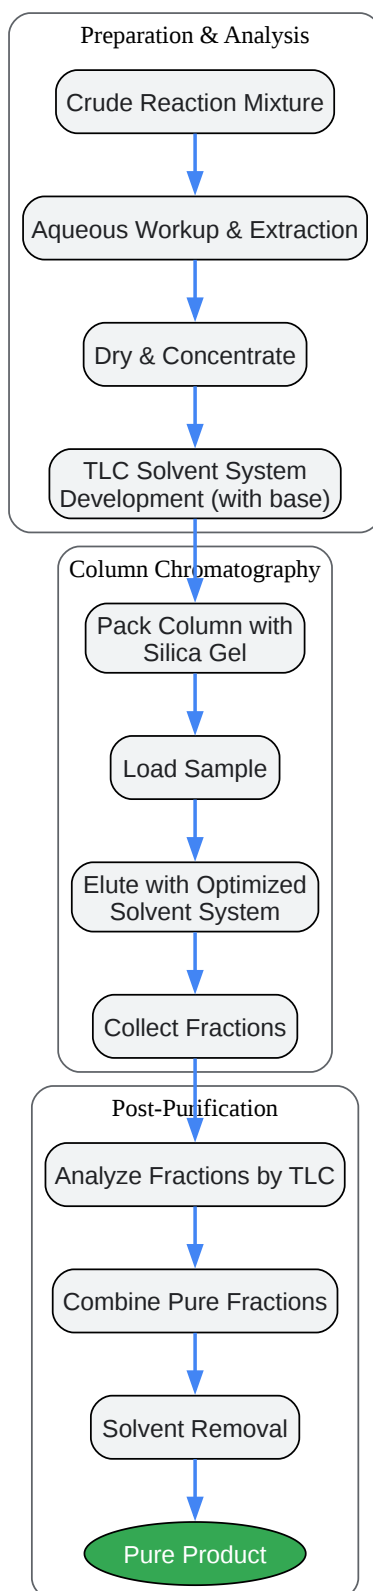 Preparation & Analysis
Crude Reaction Mixture
Aqueous Workup & Extraction
Dry & Concentrate
TLC Solvent System
Development (with base)
Column Chromatography
Pack Column with
Silica Gel
Load Sample
Elute with Optimized
Solvent System
Collect Fractions
Post-Purification
Analyze Fractions by TLC
Combine Pure Fractions
Solvent Removal
Pure Product